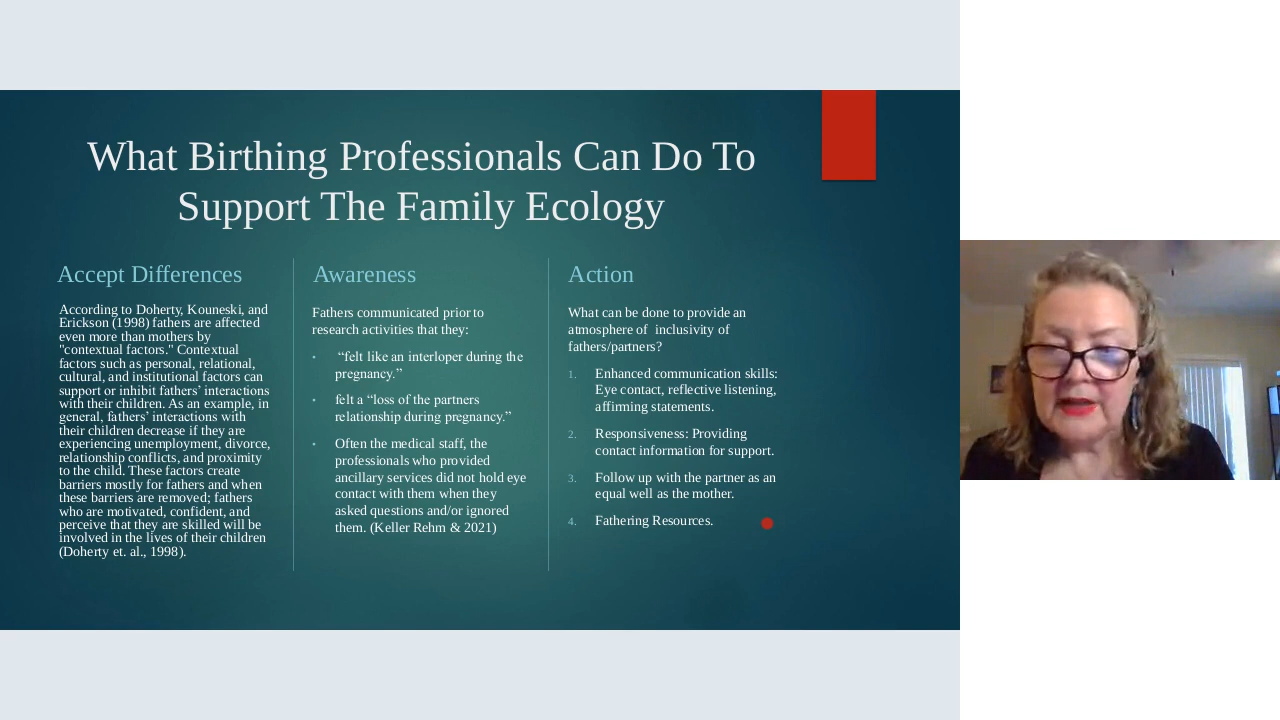 What Birthing Professionals Can Do To
Support The Family Ecology
Accept Differences
According to Doherty, Kouneski, and
Erickson (1998) fathers are affected
even more than mothers by
"contextual factors." Contextual
factors such as personal, relational,
cultural, and institutional factors can
support or inhibit fathers’ interactions
with their children. As an example, in
general, fathers’ interactions with
their children decrease if they are
experiencing unemployment, divorce,
relationship conflicts, and proximity
to the child. These factors create
barriers mostly for fathers and when
these barriers are removed; fathers
who are motivated, confident, and
perceive that they are skilled will be
involved in the lives of their children
(Doherty et. al., 1998).
Awareness
Fathers communicated prior to
research activities that they:
• “felt like an interloper during the
pregnancy.”
• felt a “loss of the partners
relationship during pregnancy.”
• Often the medical staff, the
professionals who provided
ancillary services did not hold eye
contact with them when they
asked questions and/or ignored
them. (Keller Rehm & 2021)
Action
What can be done to provide an
atmosphere of inclusivity of
fathers/partners?
1. Enhanced communication skills:
Eye contact, reflective listening,
affirming statements.
2. Responsiveness: Providing
contact information for support.
3. Follow up with the partner as an
equal well as the mother.
4. Fathering Resources.